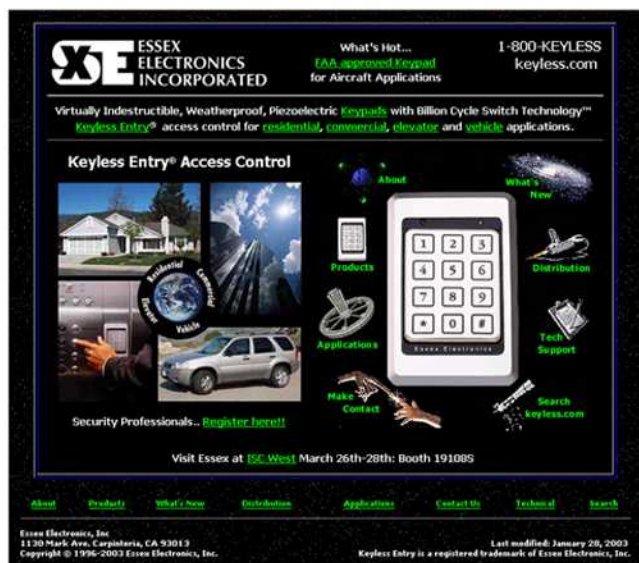 ESSEX
ELECTRONICS
INCORPORATED
What's Hot...
FAA approved Keypad
for Aircraft Applications
1-800-KEYLESS
keyless.com
Virtually Indestructible, Weatherproof, Piezoelectric Keypads with Billion Cycle Switch Technology™
Keyless Entry® access control for residential, commercial, elevator and vehicle applications.
Keyless Entry® Access Control
Residential
Commercial
Elevator
Vehicle
About
What's
New
Products
Distribution
Applications
Tech
Support
Make
Contact
Search
keyless.com
1 2 3
4 5 6
7 8 9
* 0 #
Essex Electronics
Security Professionals.. Register here!!
Visit Essex at ISC West March 26th-28th: Booth 19108S
About Products What's New Distribution Applications Contact Us Technical Search
Essex Electronics, Inc
1130 Mark Ave. Carpinteria, CA 93013
Copyright © 1996-2003 Essex Electronics, Inc.
Last modified: January 28, 2003
Keyless Entry is a registered trademark of Essex Electronics, Inc.